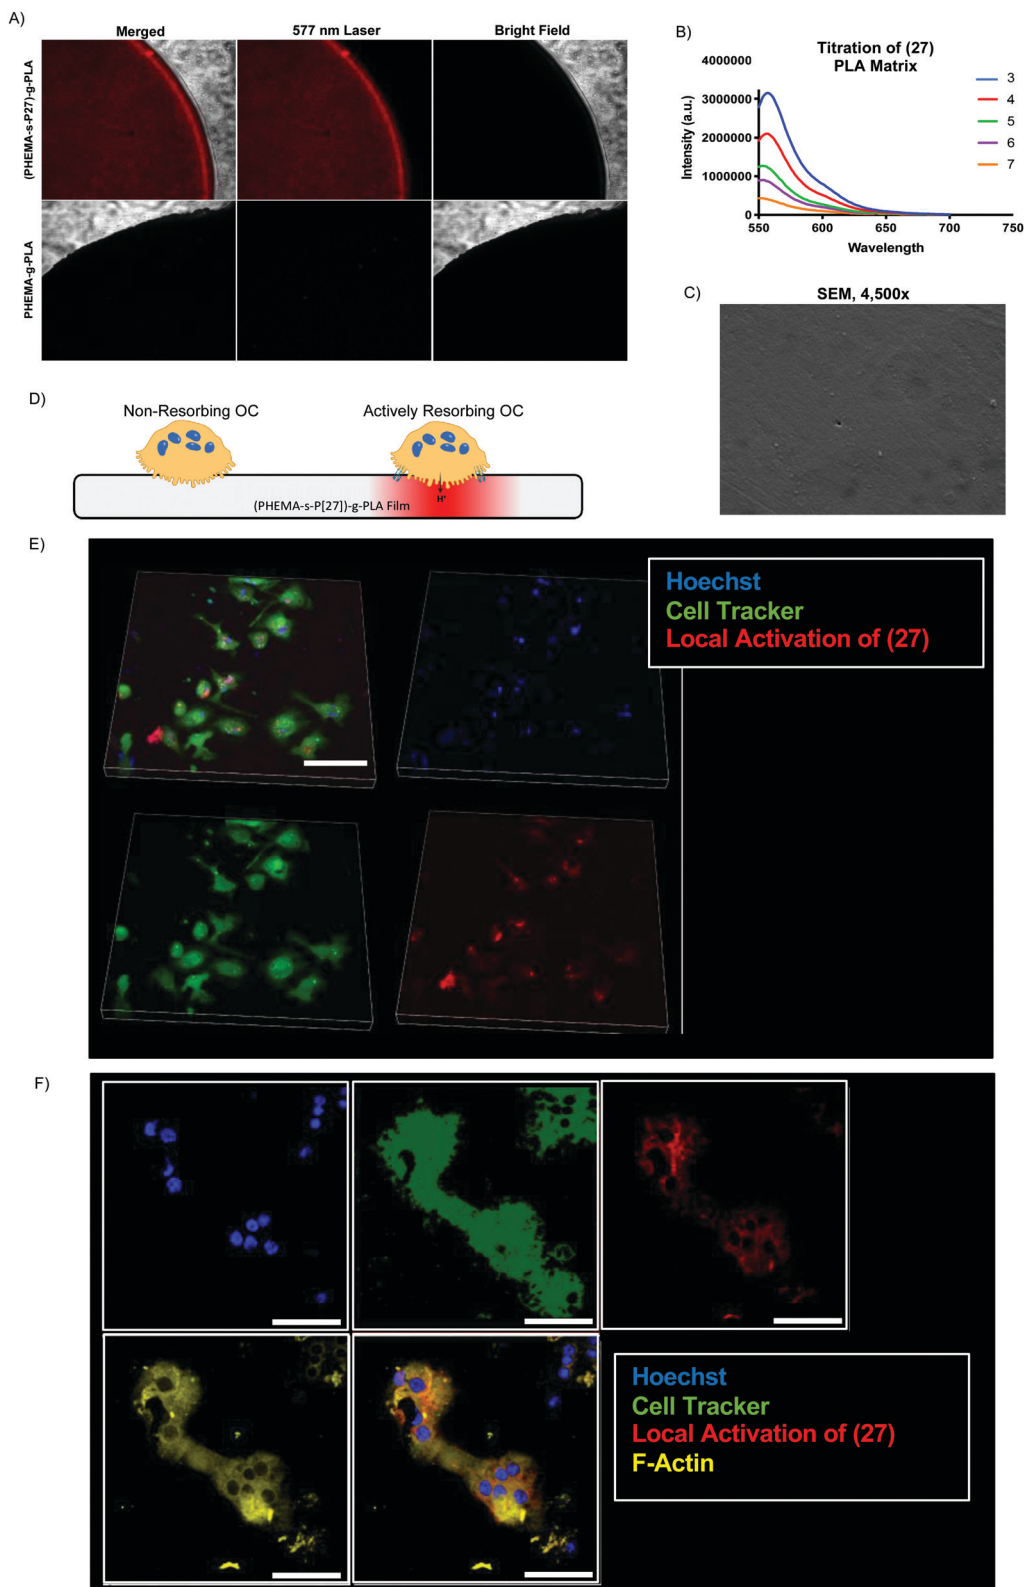 A)
Merged
577 nm Laser
Bright Field
(PHEMA-s-P27)-g-PLA
PHEMA-g-PLA
B)
Titration of (27)
PLA Matrix
4000000
3000000
2000000
1000000
0
Intensity (a.u.)
550
600
650
700
750
Wavelength
3
4
5
6
7
C)
SEM, 4,500x
D)
Non-Resorbing OC
Actively Resorbing OC
H⁺
(PHEMA-s-P[27])-g-PLA Film
E)
Hoechst
Cell Tracker
Local Activation of (27)
F)
Hoechst
Cell Tracker
Local Activation of (27)
F-Actin